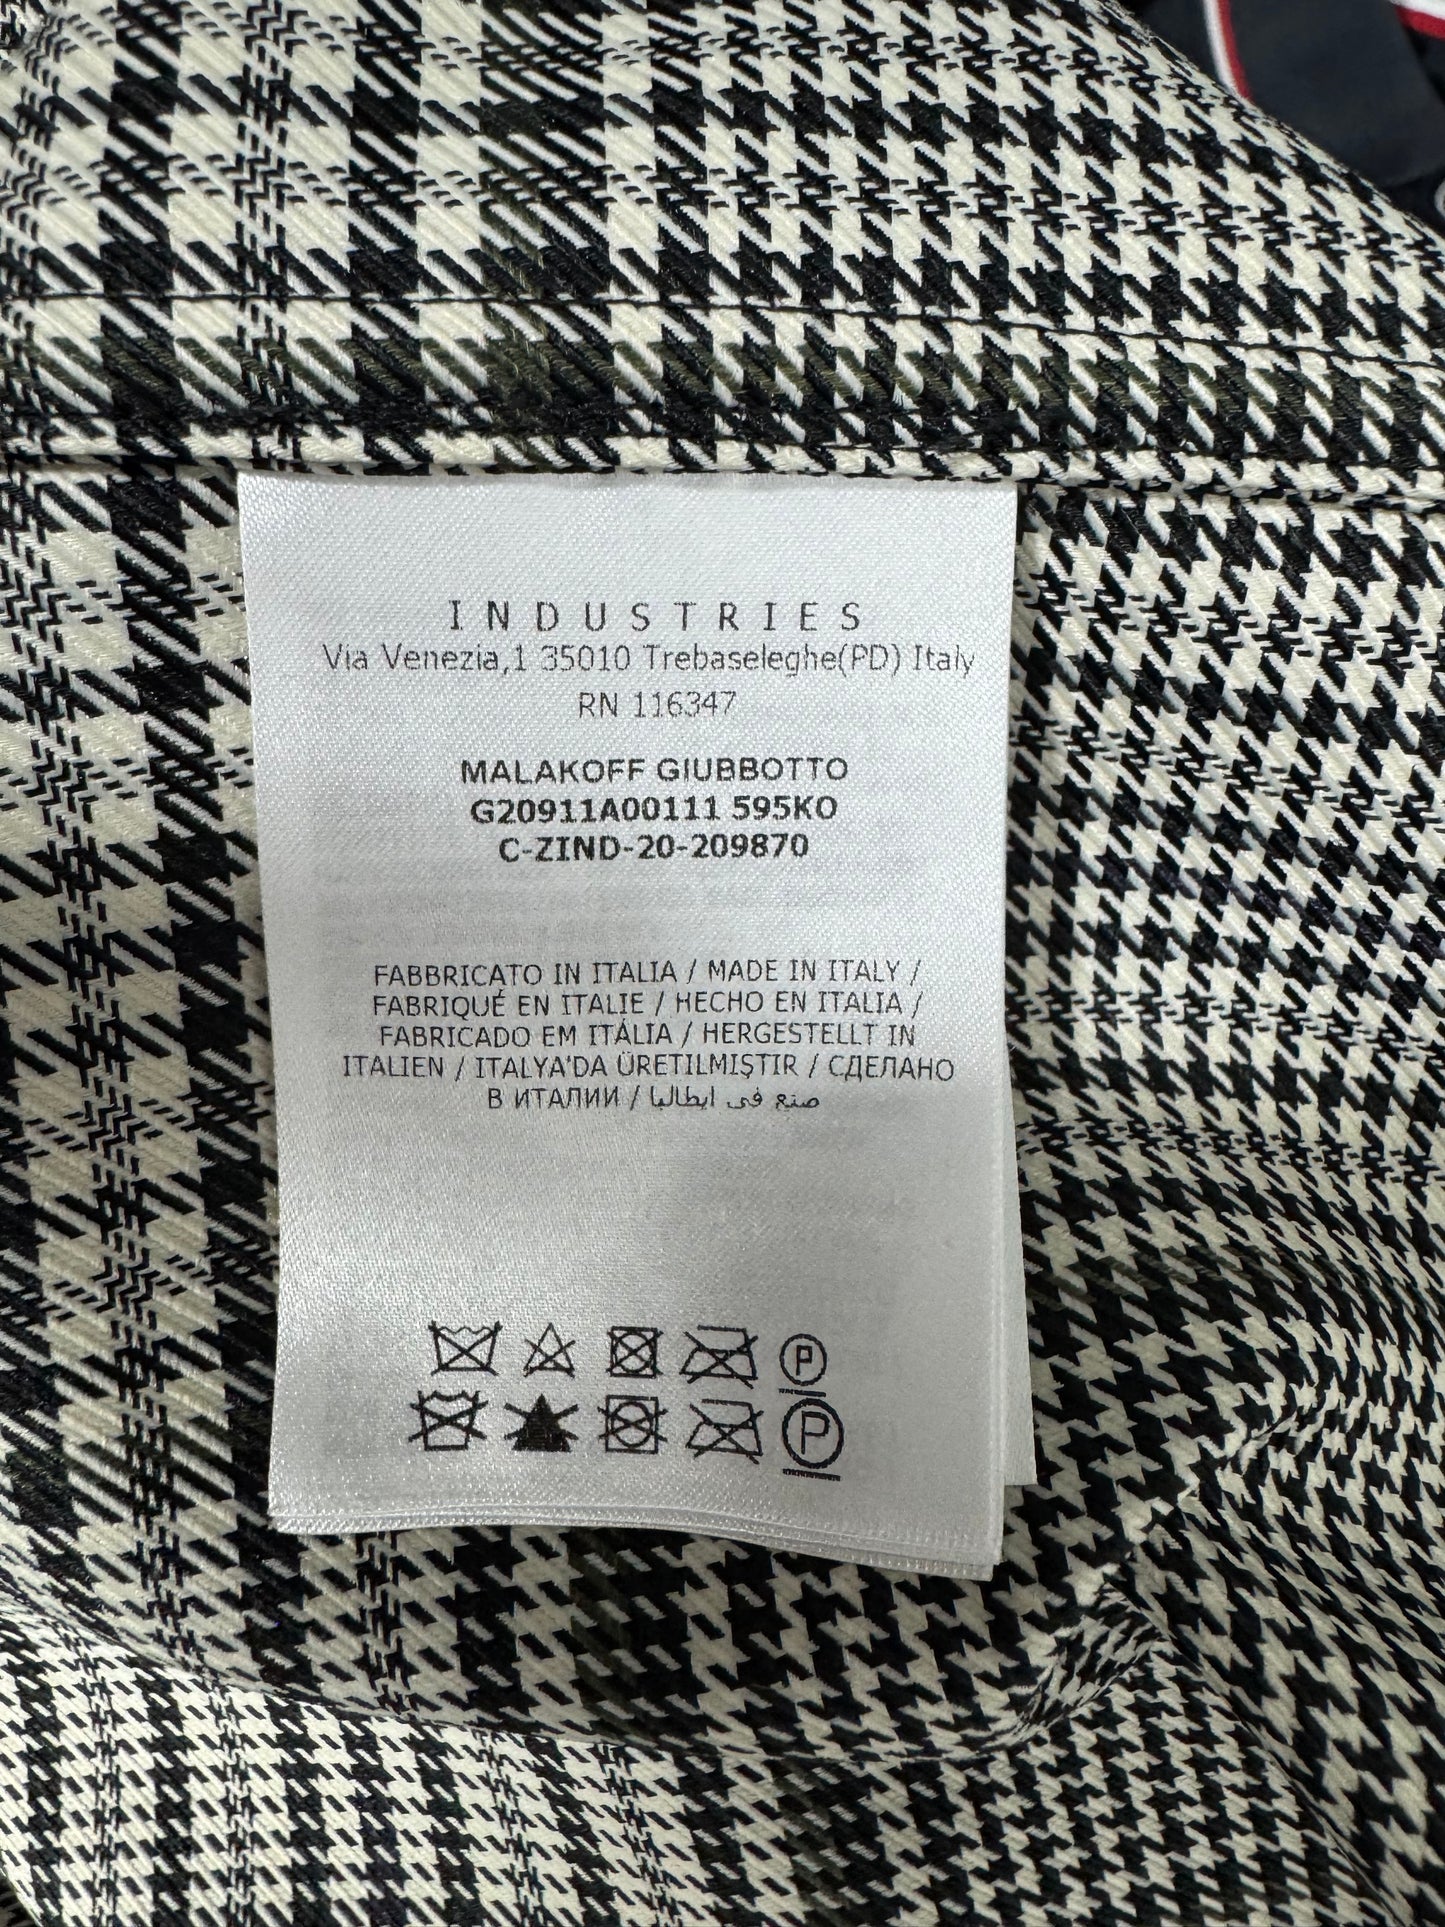 INDUSTRIES
Via Venezia,1 35010 Trebaseleghe(PD) Italy
RN 116347
MALAKOFF GIUBBOTTO
G20911A00111 595KO
C-ZIND-20-209870
FABBRICATO IN ITALIA / MADE IN ITALY /
FABRIQUÉ EN ITALIE / HECHO EN ITALIA /
FABRICADO EM ITÁLIA / HERGESTELLT IN
ITALIEN / ITALYA'DA ÜRETILMIŞTIR / СДЕЛАНО
В ИТАЛИИ / صنع في ايطاليا
P
P